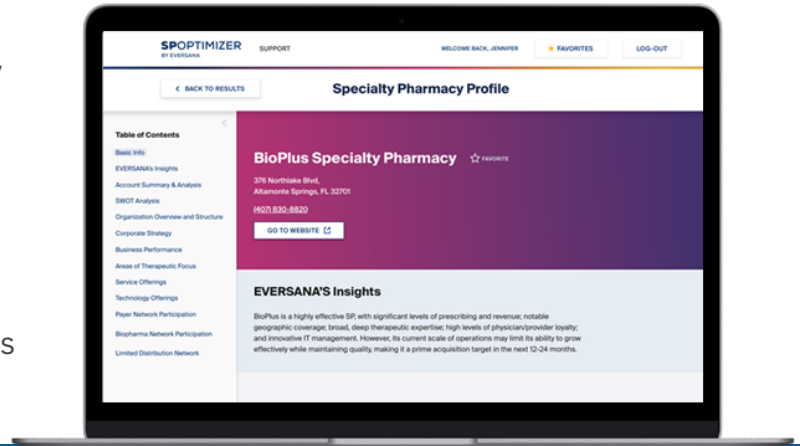 SPOPTIMIZER
BY EVERSANA
SUPPORT
WELCOME BACK, JENNIFER
FAVORITES
LOG-OUT
BACK TO RESULTS
Specialty Pharmacy Profile
Table of Contents
Basic Info
EVERSANA's Insights
Account Summary & Analysis
SWOT Analysis
Organization Overview and Structure
Corporate Strategy
Business Performance
Areas of Therapeutic Focus
Service Offerings
Technology Offerings
Payer Network Participation
Biopharma Network Participation
Limited Distribution Network
BioPlus Specialty Pharmacy
FAVORITE
376 Northlake Blvd,
Altamonte Springs, FL 32701
(407) 830-8820
GO TO WEBSITE
EVERSANA'S Insights
BioPlus is a highly effective SP, with significant levels of prescribing and revenue; notable
geographic coverage; broad, deep therapeutic expertise; high levels of physician/provider loyalty;
and innovative IT management. However, its current scale of operations may limit its ability to grow
effectively while maintaining quality, making it a prime acquisition target in the next 12-24 months.
s